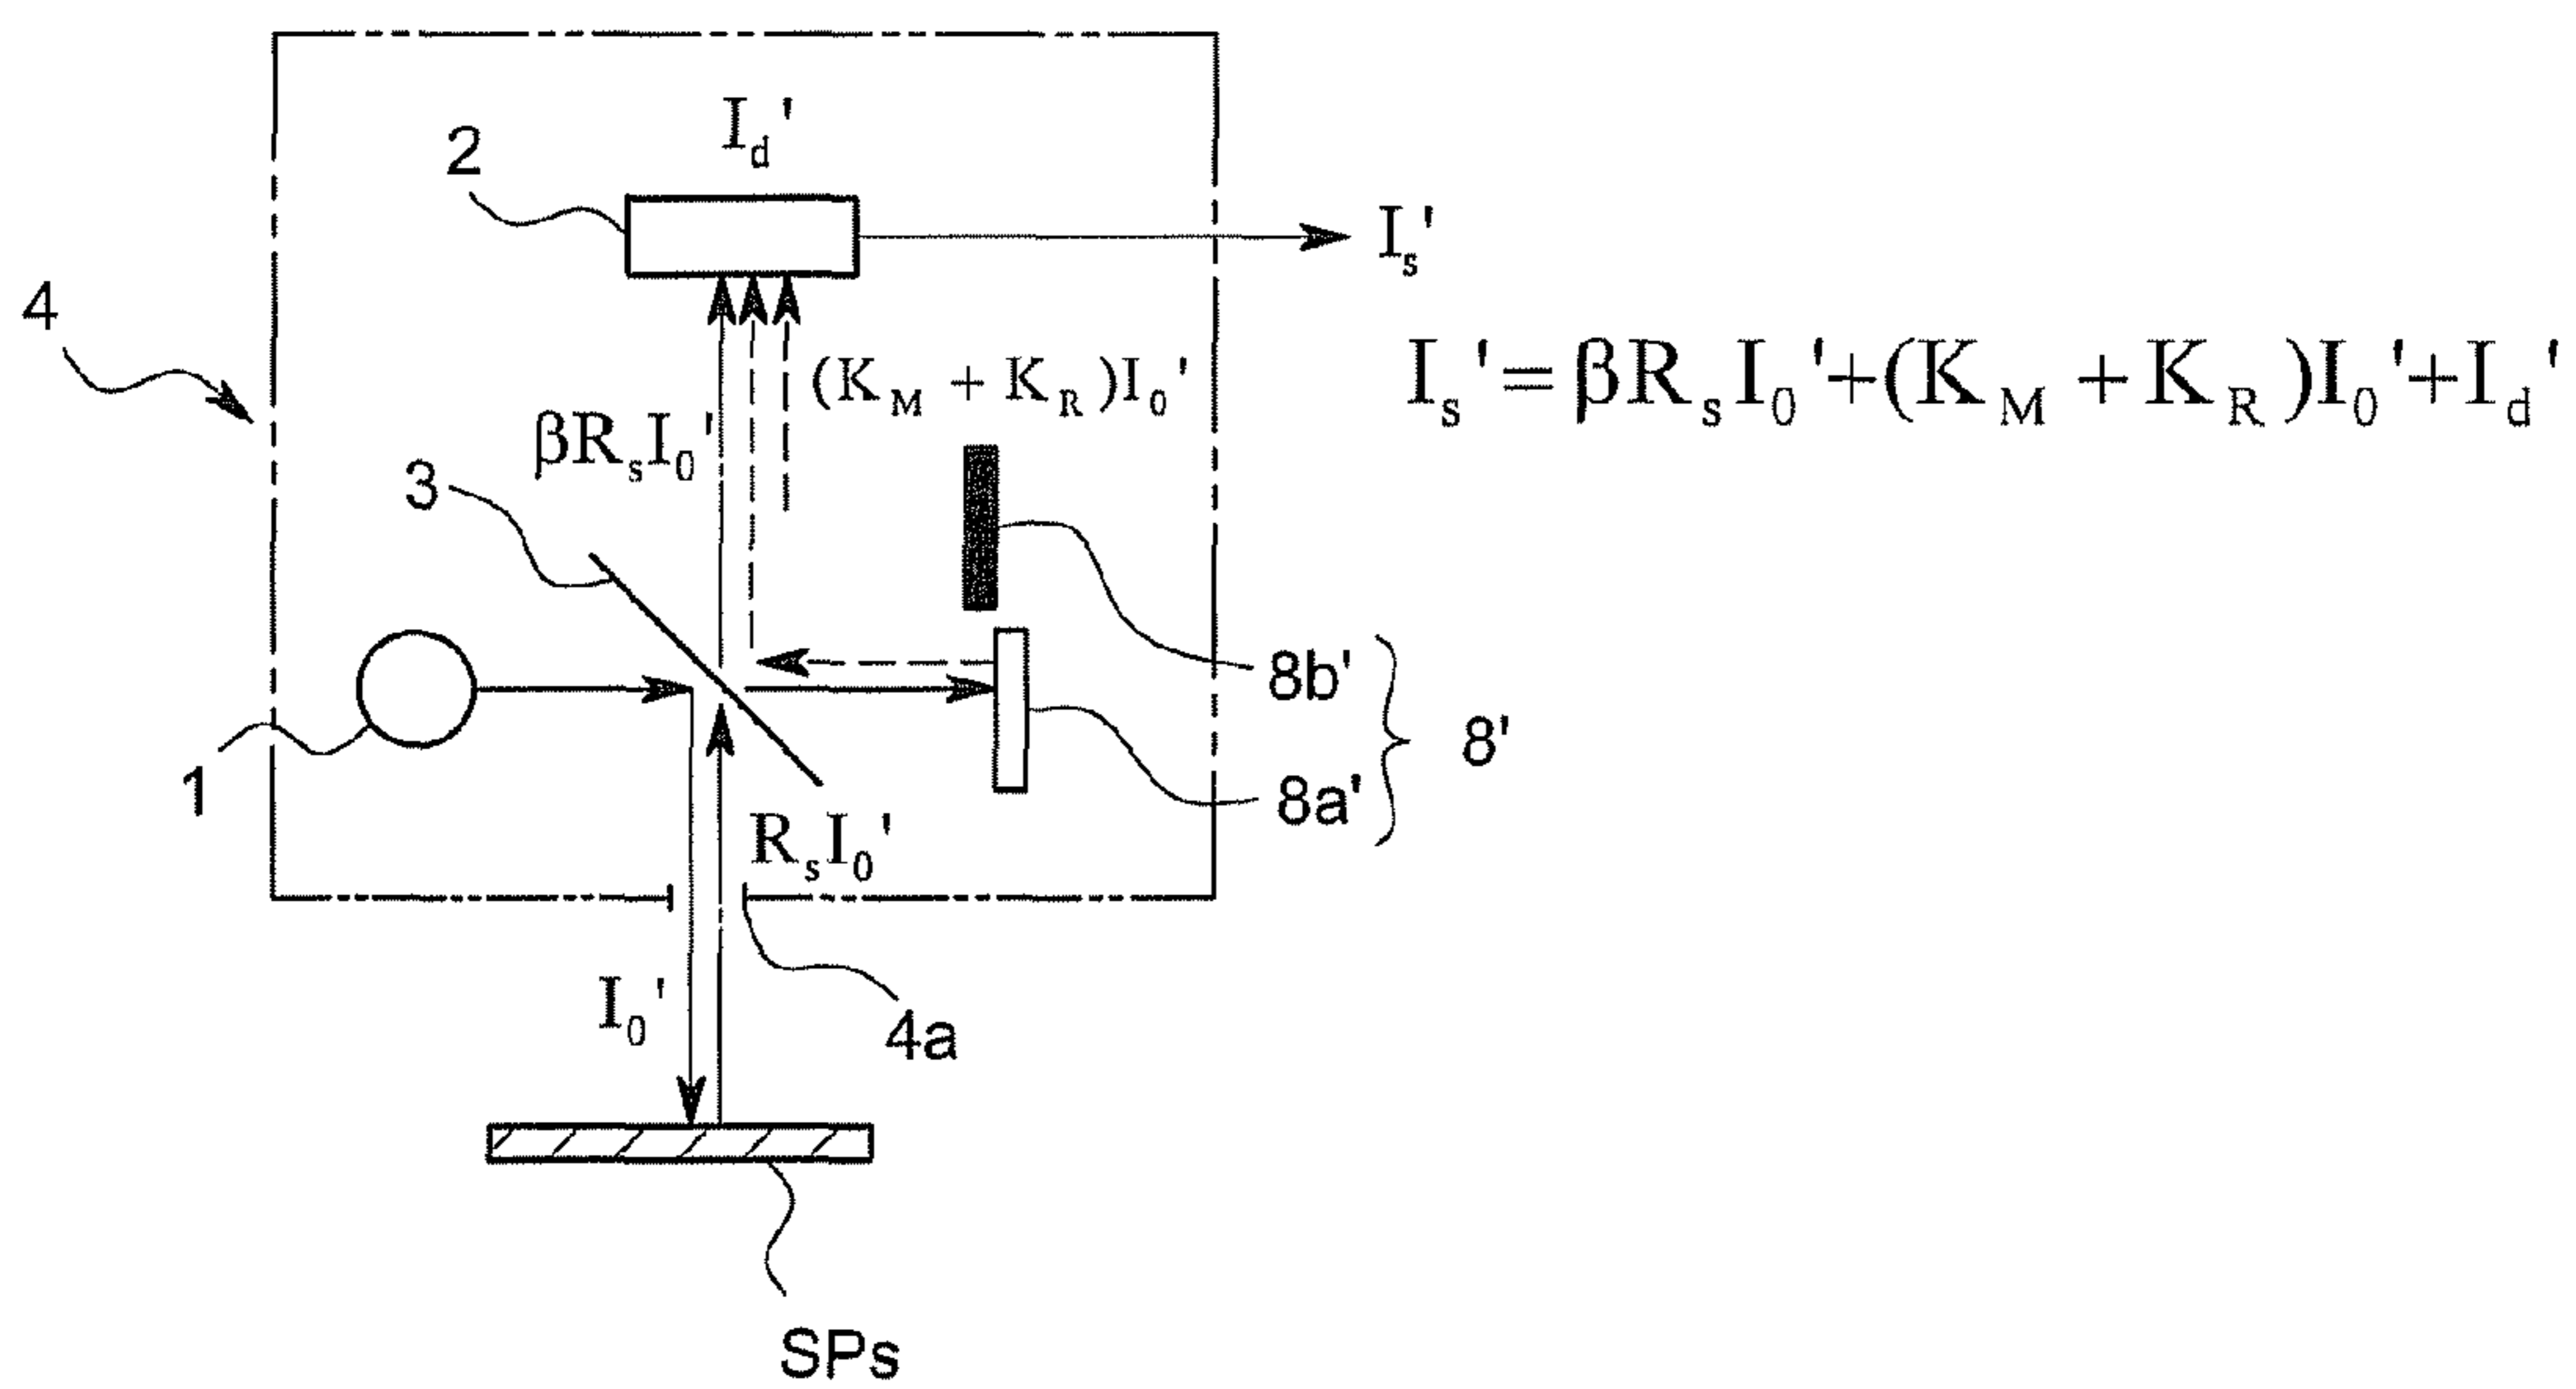 I_d'
2
I_s'
4
(K_M + K_R)I_0'
I_s'=βR_sI_0'+(K_M + K_R)I_0'+I_d'
βR_sI_0'
3
8b'
8'
8a'
1
R_sI_0'
I_0'
4a
SPs